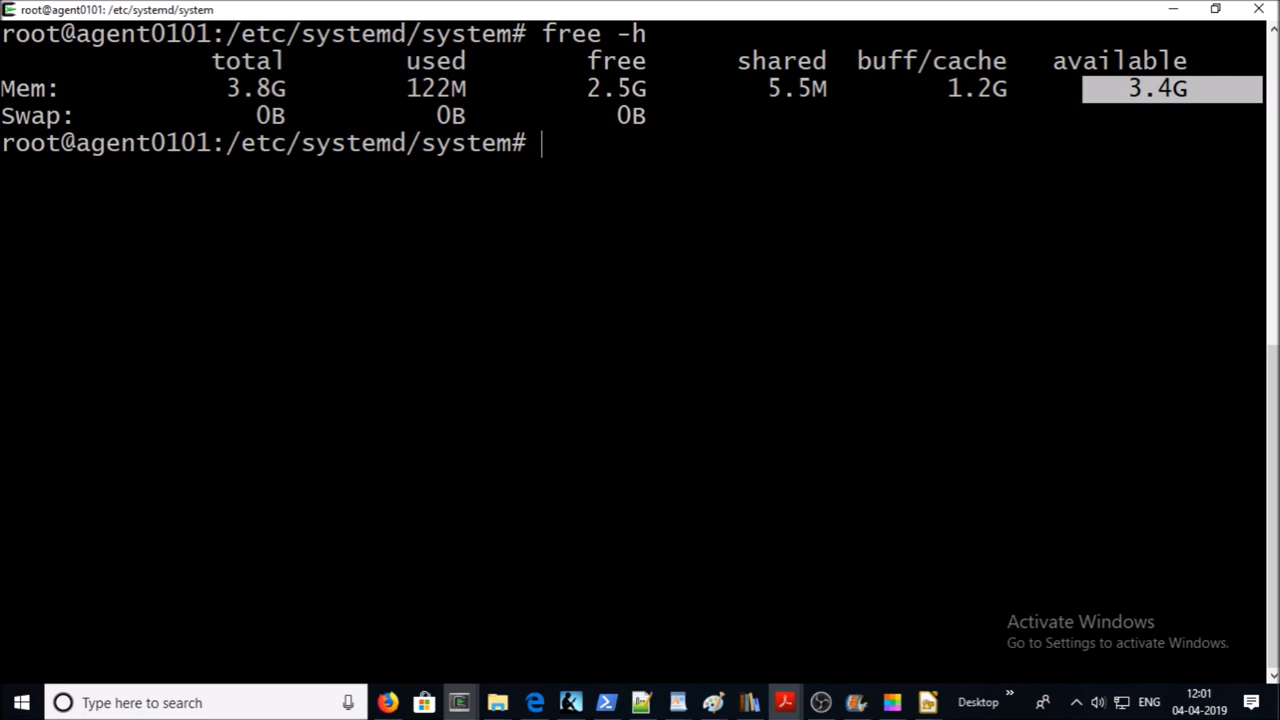 root@agent0101: /etc/systemd/system
root@agent0101:/etc/systemd/system# free -h
total used free shared buff/cache available
Mem: 3.8G 122M 2.5G 5.5M 1.2G 3.4G
Swap: 0B 0B 0B
root@agent0101:/etc/systemd/system#
Activate Windows
Go to Settings to activate Windows.
Type here to search
Desktop
ENG
12:01
04-04-2019